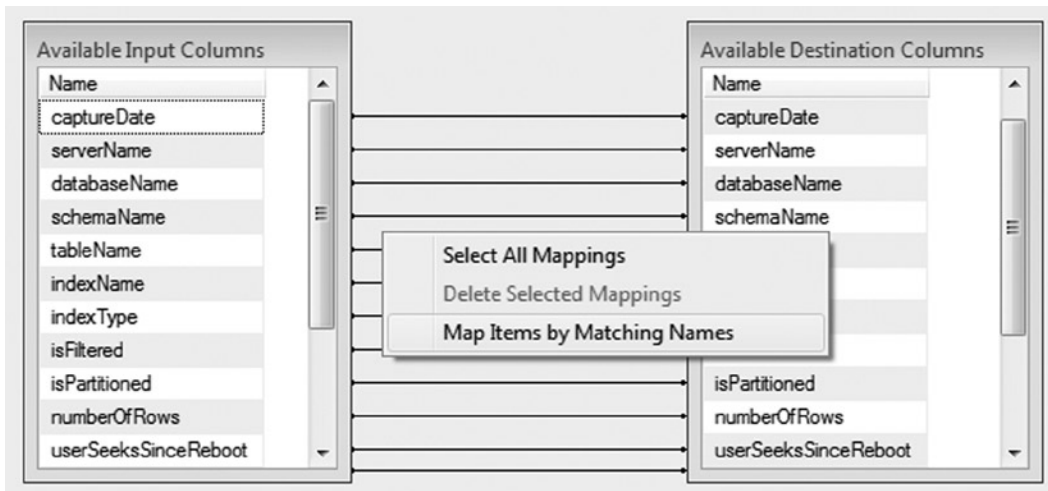 Available Input Columns
Name
captureDate
serverName
databaseName
schemaName
tableName
indexName
indexType
isFiltered
isPartitioned
numberOfRows
userSeeksSinceReboot
Select All Mappings
Delete Selected Mappings
Map Items by Matching Names
Available Destination Columns
Name
captureDate
serverName
databaseName
schemaName
isPartitioned
numberOfRows
userSeeksSinceReboot